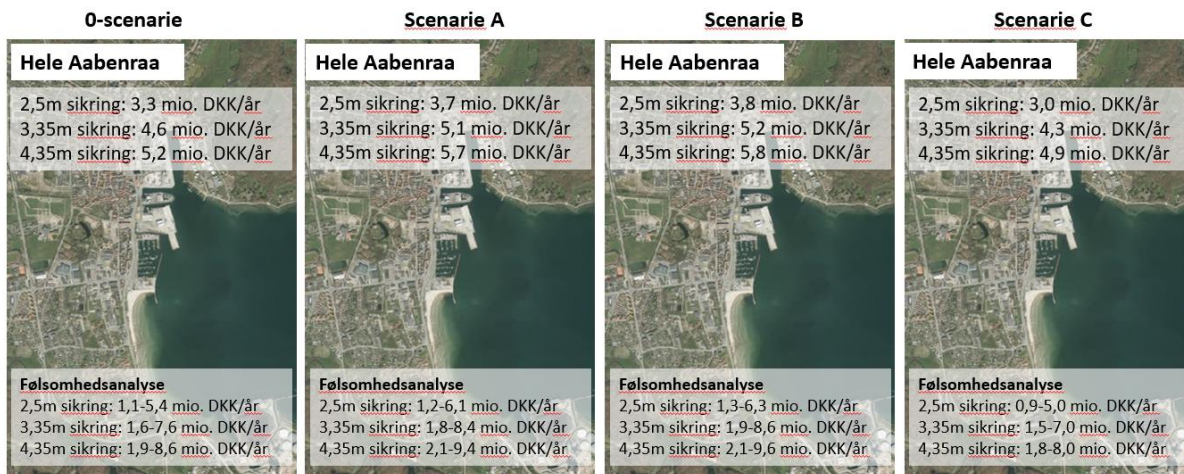 0-scenarie
Hele Aabenraa
2,5m sikring: 3,3 mio. DKK/år
3,35m sikring: 4,6 mio. DKK/år
4,35m sikring: 5,2 mio. DKK/år
Følsomhedsanalyse
2,5m sikring: 1,1-5,4 mio. DKK/år
3,35m sikring: 1,6-7,6 mio. DKK/år
4,35m sikring: 1,9-8,6 mio. DKK/år
Scenarie A
Hele Aabenraa
2,5m sikring: 3,7 mio. DKK/år
3,35m sikring: 5,1 mio. DKK/år
4,35m sikring: 5,7 mio. DKK/år
Følsomhedsanalyse
2,5m sikring: 1,2-6,1 mio. DKK/år
3,35m sikring: 1,8-8,4 mio. DKK/år
4,35m sikring: 2,1-9,4 mio. DKK/år
Scenarie B
Hele Aabenraa
2,5m sikring: 3,8 mio. DKK/år
3,35m sikring: 5,2 mio. DKK/år
4,35m sikring: 5,8 mio. DKK/år
Følsomhedsanalyse
2,5m sikring: 1,3-6,3 mio. DKK/år
3,35m sikring: 1,9-8,6 mio. DKK/år
4,35m sikring: 2,1-9,6 mio. DKK/år
Scenarie C
Hele Aabenraa
2,5m sikring: 3,0 mio. DKK/år
3,35m sikring: 4,3 mio. DKK/år
4,35m sikring: 4,9 mio. DKK/år
Følsomhedsanalyse
2,5m sikring: 0,9-5,0 mio. DKK/år
3,35m sikring: 1,5-7,0 mio. DKK/år
4,35m sikring: 1,8-8,0 mio. DKK/år